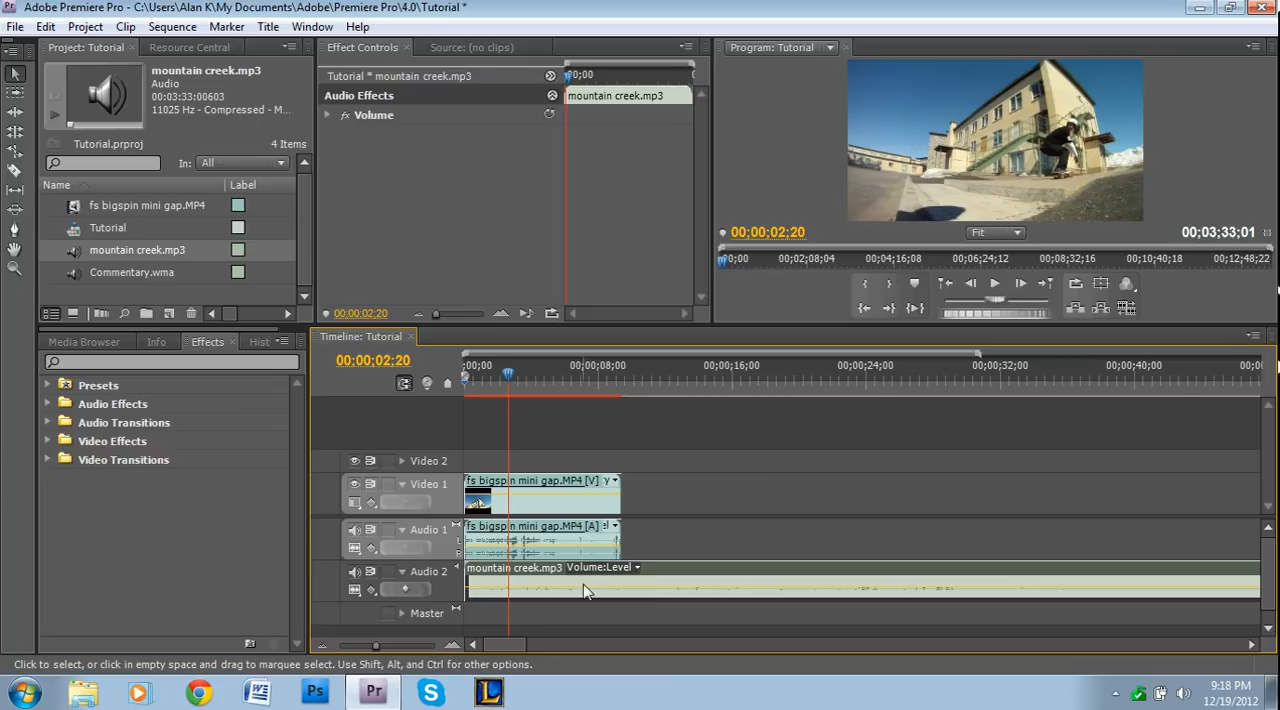 Adobe Premiere Pro - C:\Users\Alan K\My Documents\Adobe\Premiere Pro\4.0\Tutorial *
File Edit Project Clip Sequence Marker Title Window Help
Project: Tutorial Resource Central
mountain creek.mp3
Audio
00:03:33:00603
11025 Hz - Compressed - M...
Tutorial.prproj 4 Items
In: All
Name Label
fs bigspin mini gap.MP4
Tutorial
mountain creek.mp3
Commentary.wma
Effect Controls Source: (no clips)
Tutorial * mountain creek.mp3 00;00
Audio Effects mountain creek.mp3
fx Volume
00;00;02;20
Program: Tutorial
00;00;02;20 Fit 00;03;33;01
00;00 00;02;08;04 00;04;16;08 00;06;24;12 00;08;32;16 00;10;40;18 00;12;48;22
Media Browser Info Effects Hist
Presets
Audio Effects
Audio Transitions
Video Effects
Video Transitions
Timeline: Tutorial
00;00;02;20
;00;00 00;00;08;00 00;00;16;00 00;00;24;00 00;00;32;00 00;00;40;00
Video 2
Video 1 fs bigspin mini gap.MP4 [V]
Audio 1 fs bigspin mini gap.MP4 [A]
L
R
Audio 2 mountain creek.mp3 Volume:Level
Master
Click to select, or click in empty space and drag to marquee select. Use Shift, Alt, and Ctrl for other options.
W Ps Pr S L
9:18 PM
12/19/2012